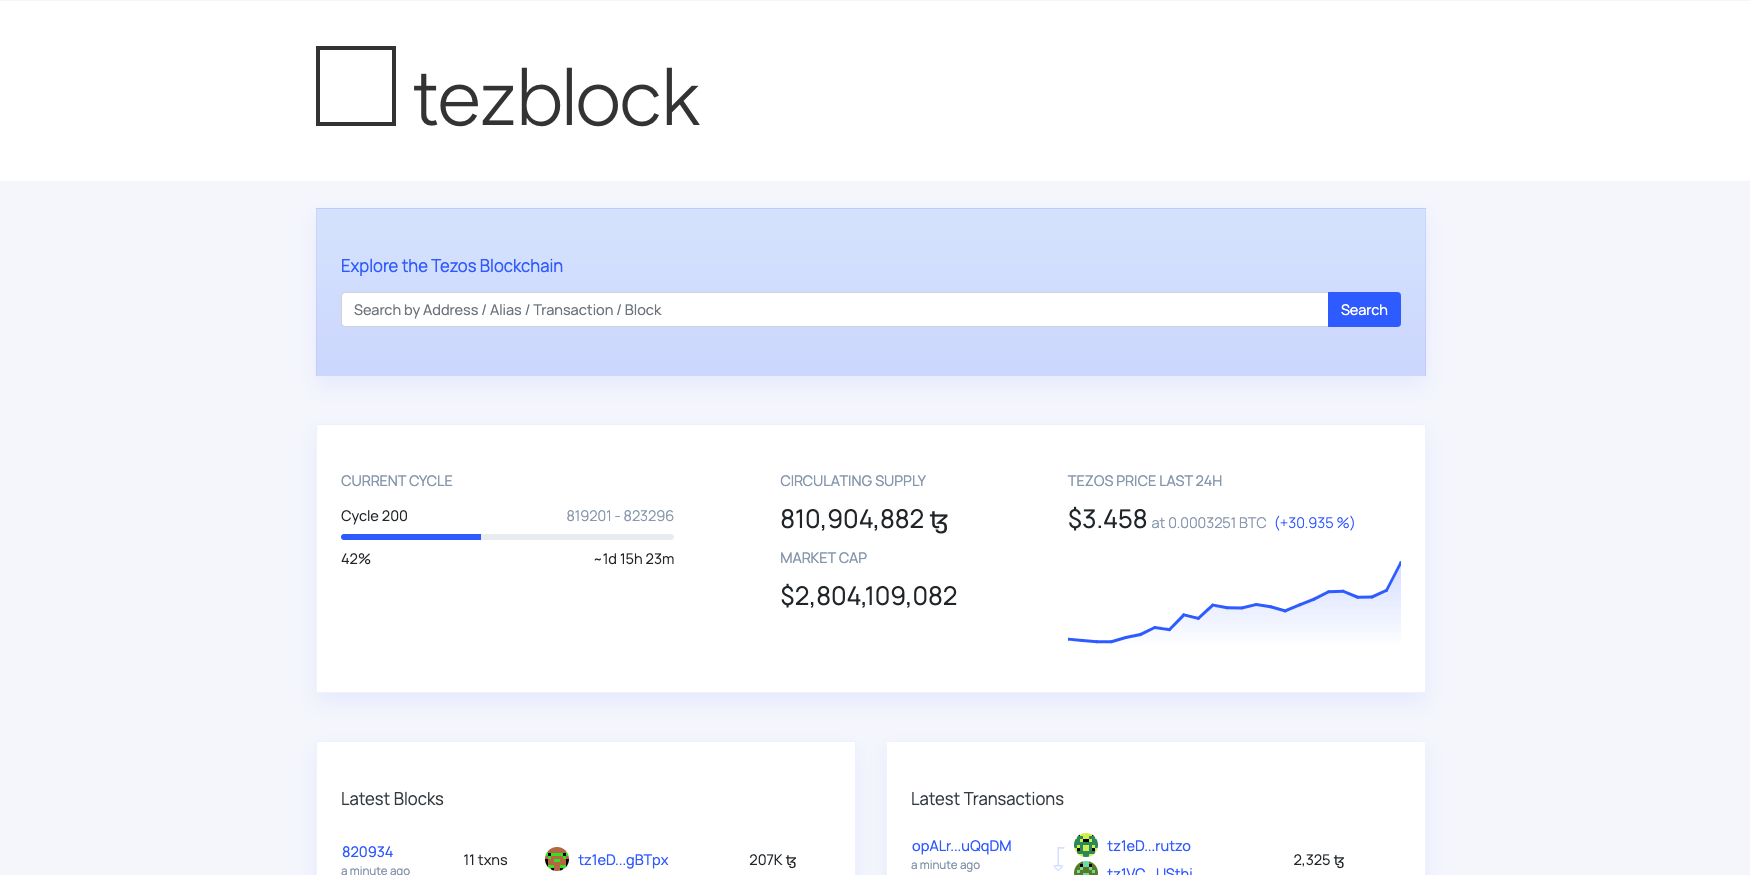 tezblock
Explore the Tezos Blockchain
Search by Address / Alias / Transaction / Block
Search
CURRENT CYCLE
Cycle 200
819201 - 823296
42%
~1d 15h 23m
CIRCULATING SUPPLY
810,904,882 ꜩ
MARKET CAP
$2,804,109,082
TEZOS PRICE LAST 24H
$3.458 at 0.0003251 BTC (+30.935 %)
Latest Blocks
820934
a minute ago
11 txns
tz1eD...gBTpx
207K ꜩ
Latest Transactions
opALr...uQqDM
a minute ago
tz1eD...rutzo
2,325 ꜩ